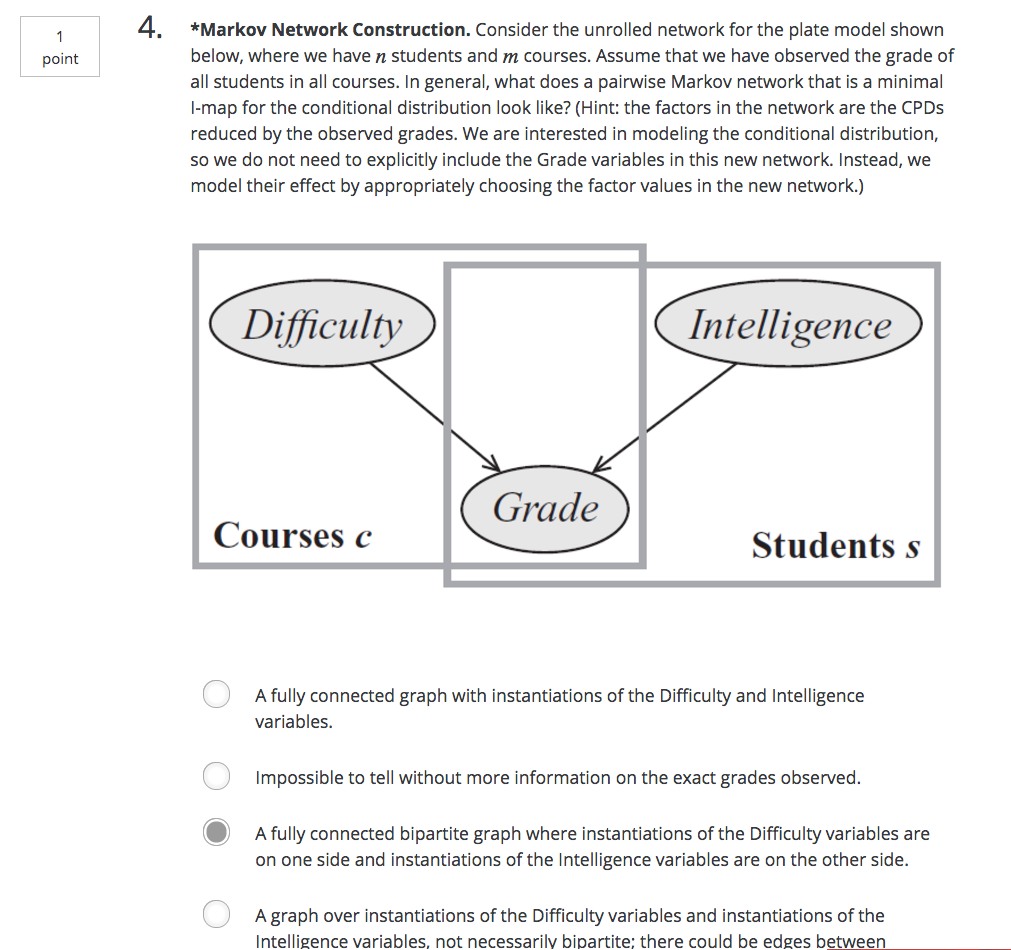 1
point
4.
*Markov Network Construction. Consider the unrolled network for the plate model shown
below, where we have n students and m courses. Assume that we have observed the grade of
all students in all courses. In general, what does a pairwise Markov network that is a minimal
I-map for the conditional distribution look like? (Hint: the factors in the network are the CPDs
reduced by the observed grades. We are interested in modeling the conditional distribution,
so we do not need to explicitly include the Grade variables in this new network. Instead, we
model their effect by appropriately choosing the factor values in the new network.)
Difficulty
Intelligence
Grade
Courses c
Students s
A fully connected graph with instantiations of the Difficulty and Intelligence
variables.
Impossible to tell without more information on the exact grades observed.
A fully connected bipartite graph where instantiations of the Difficulty variables are
on one side and instantiations of the Intelligence variables are on the other side.
A graph over instantiations of the Difficulty variables and instantiations of the
Intelligence variables, not necessarily bipartite; there could be edges between